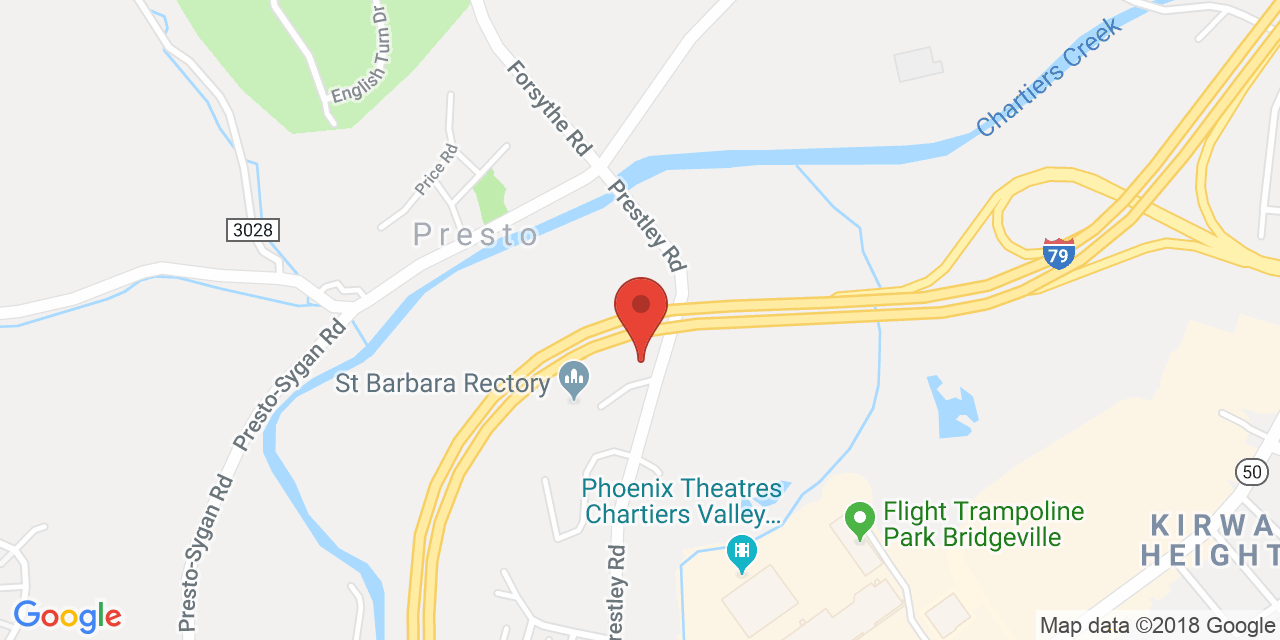 English Turn Dr
Forsythe Rd
Chartiers Creek
Price Rd
Prestley Rd
3028
Presto
79
Presto-Sygan Rd
St Barbara Rectory
50
Phoenix Theatres
Chartiers Valley...
Flight Trampoline
Park Bridgeville
KIRWA
HEIGHT
Presto-Sygan Rd
restley Rd
Google
Map data ©2018 Google